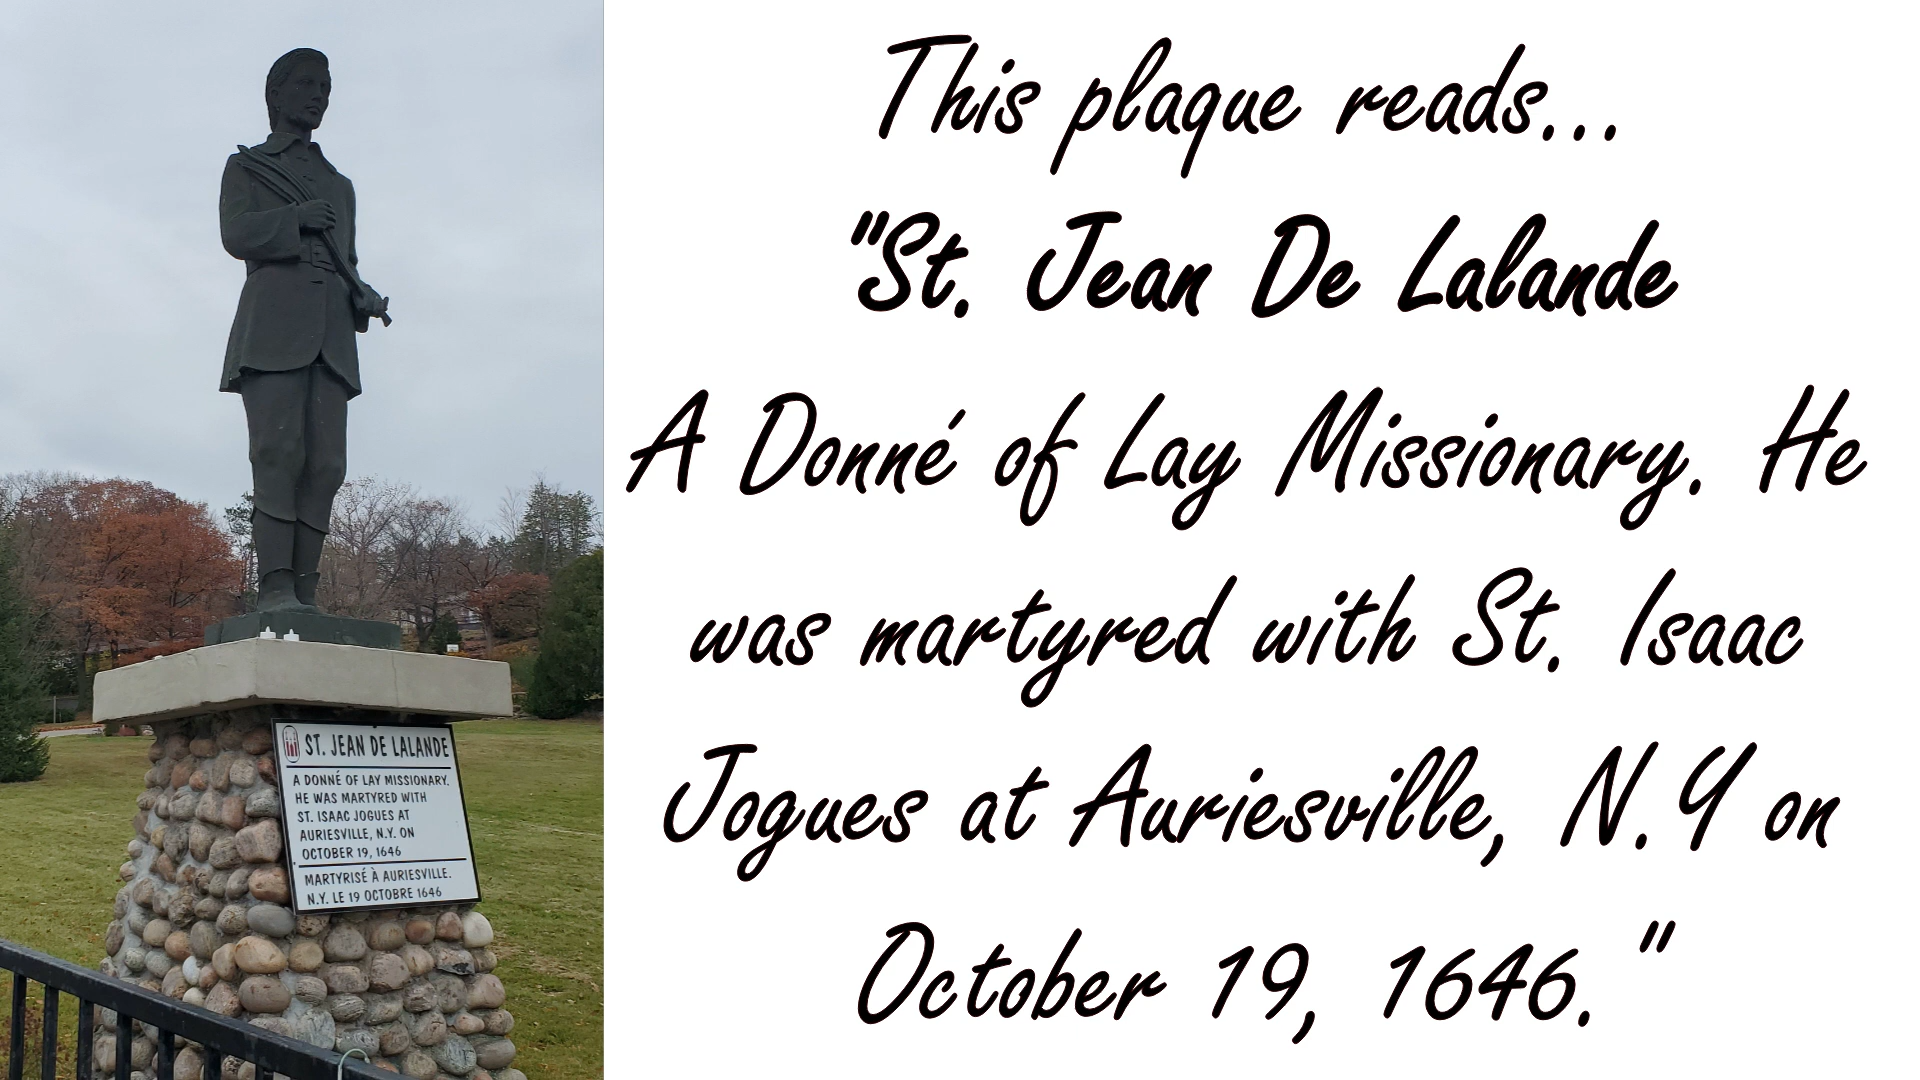 This plaque reads...
"St. Jean De Lalande
A Donné of Lay Missionary. He
was martyred with St. Isaac
Jogues at Auriesville, N.Y on
October 19, 1646."
ST. JEAN DE LALANDE
A DONNÉ OF LAY MISSIONARY.
HE WAS MARTYRED WITH
ST. ISAAC JOGUES AT
AURIESVILLE, N.Y. ON
OCTOBER 19, 1646
MARTYRISÉ À AURIESVILLE.
N.Y. LE 19 OCTOBRE 1646